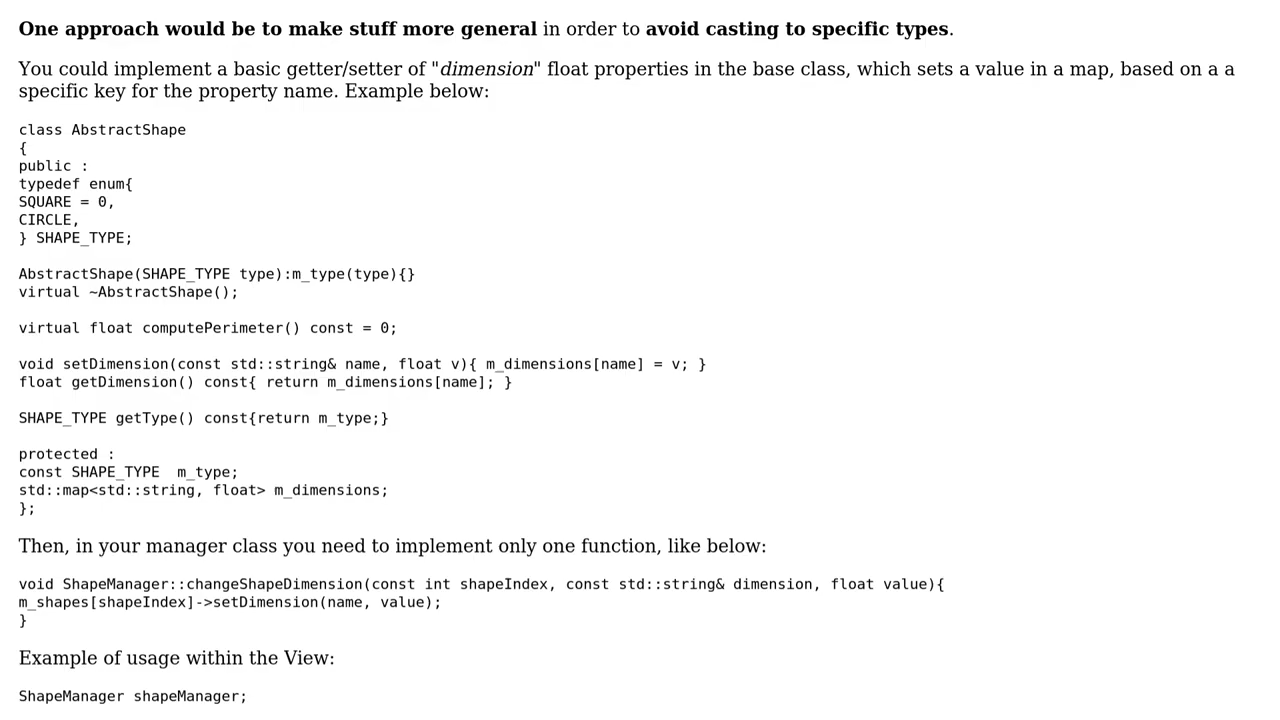 One approach would be to make stuff more general in order to avoid casting to specific types.
You could implement a basic getter/setter of "dimension" float properties in the base class, which sets a value in a map, based on a a
specific key for the property name. Example below:
class AbstractShape
{
public :
typedef enum{
SQUARE = 0,
CIRCLE,
} SHAPE_TYPE;
AbstractShape(SHAPE_TYPE type):m_type(type){}
virtual ~AbstractShape();
virtual float computePerimeter() const = 0;
void setDimension(const std::string& name, float v){ m_dimensions[name] = v; }
float getDimension() const{ return m_dimensions[name]; }
SHAPE_TYPE getType() const{return m_type;}
protected :
const SHAPE_TYPE  m_type;
std::map<std::string, float> m_dimensions;
};
Then, in your manager class you need to implement only one function, like below:
void ShapeManager::changeShapeDimension(const int shapeIndex, const std::string& dimension, float value){
m_shapes[shapeIndex]->setDimension(name, value);
}
Example of usage within the View:
ShapeManager shapeManager;